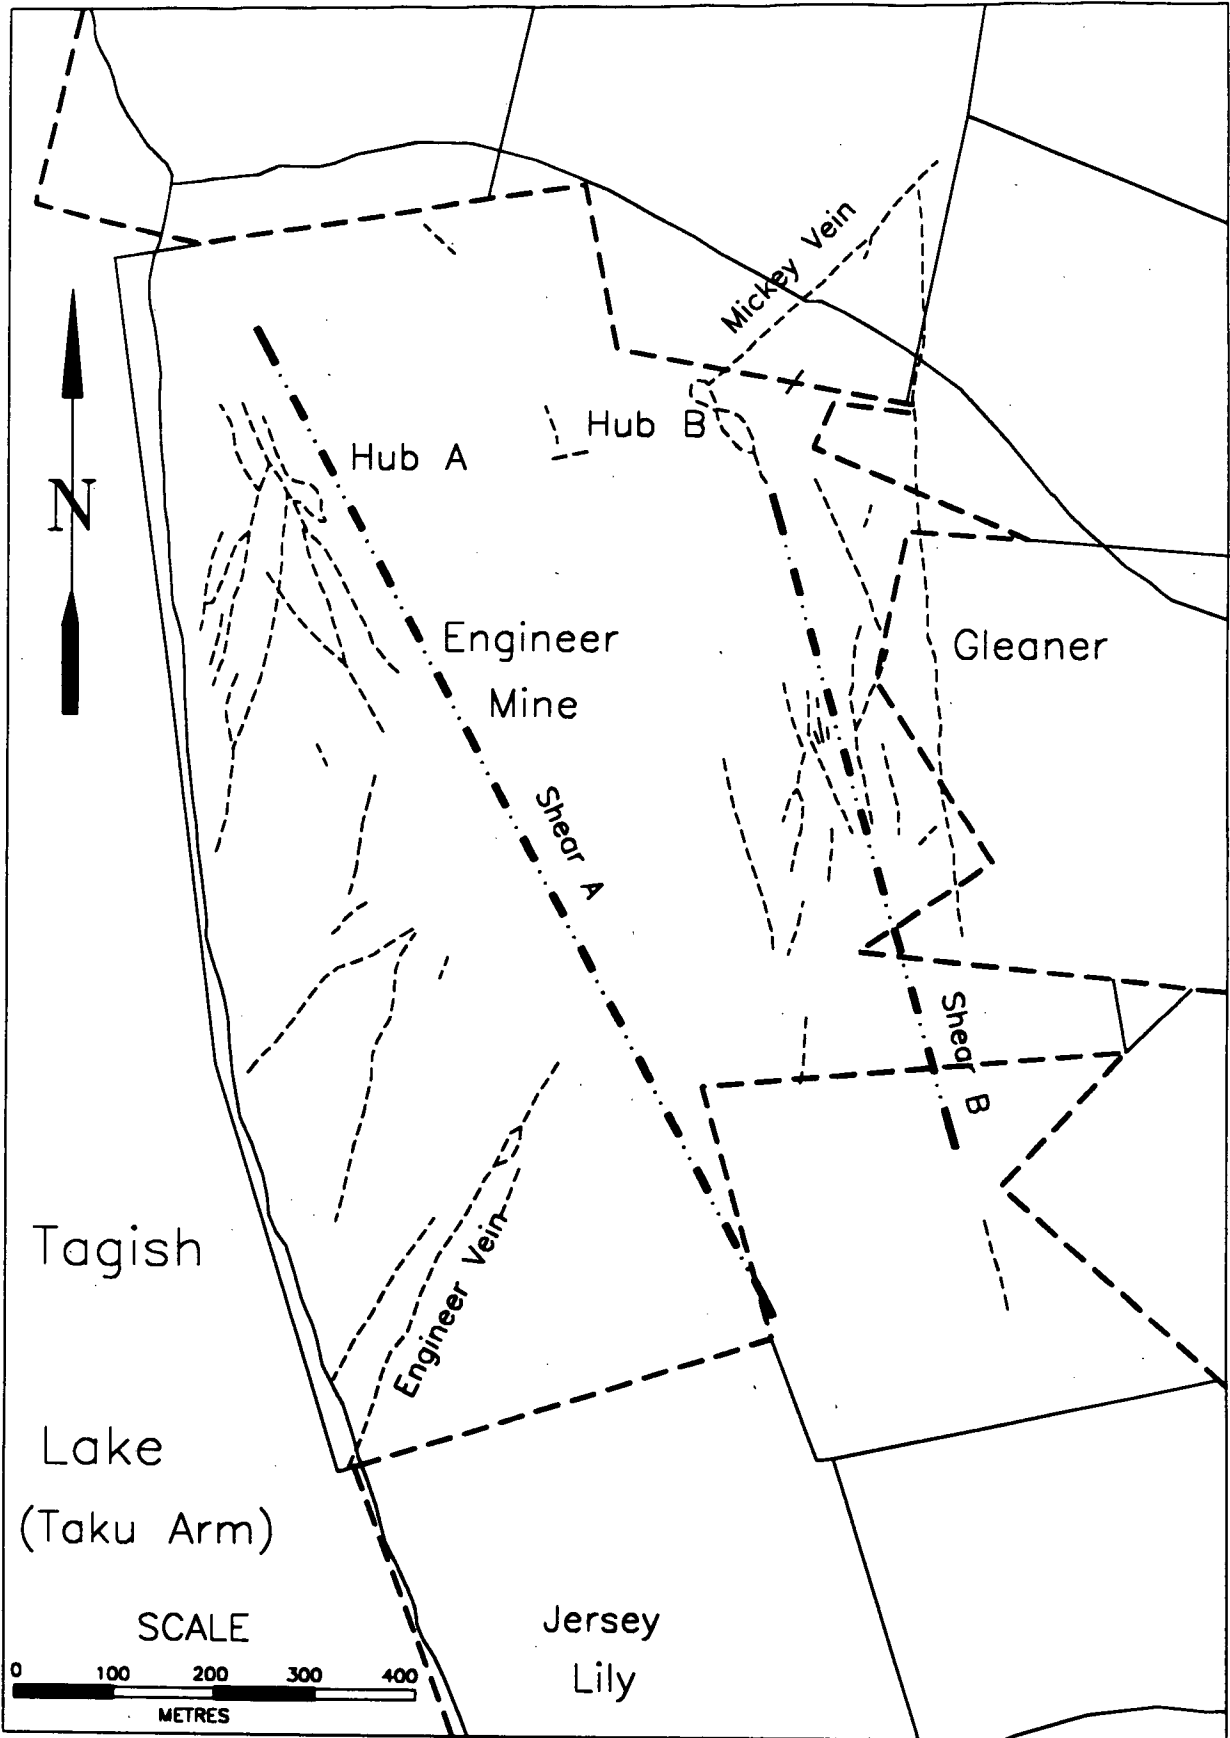 Mickey Vein
Hub B
Hub A
N
Engineer
Mine
Gleaner
Shear A
Shear B
Tagish
Engineer Vein
Lake
(Taku Arm)
SCALE
0 100 200 300 400
METRES
Jersey
Lily